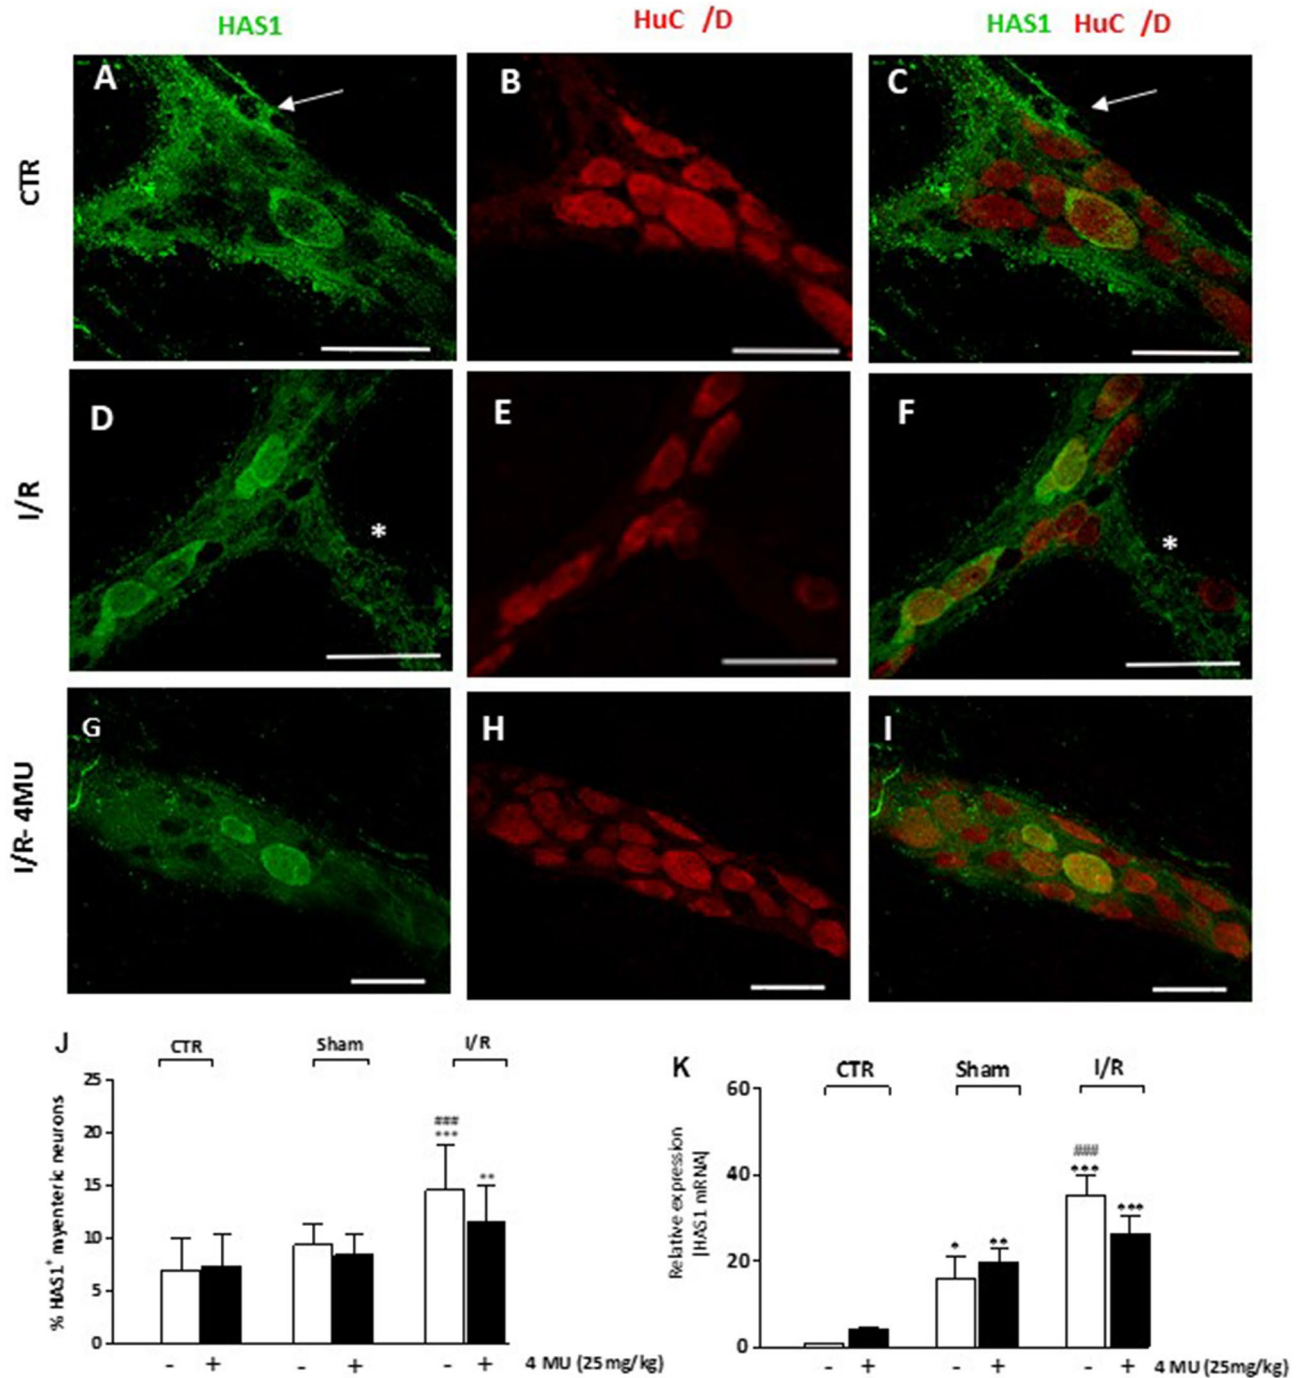 HAS1 HuC /D HAS1 HuC /D
A B C
CTR
D E F
I/R
* *
G H I
I/R- 4MU
J
CTR Sham I/R
% HAS1+ myenteric neurons
25
20
15
10
5
0
###
***
**
- + - + - + 4 MU (25mg/kg)
K
CTR Sham I/R
Relative expression
|HAS1 mRNA|
60
40
20
0
*
**
###
***
***
- + - + - + 4 MU (25mg/kg)